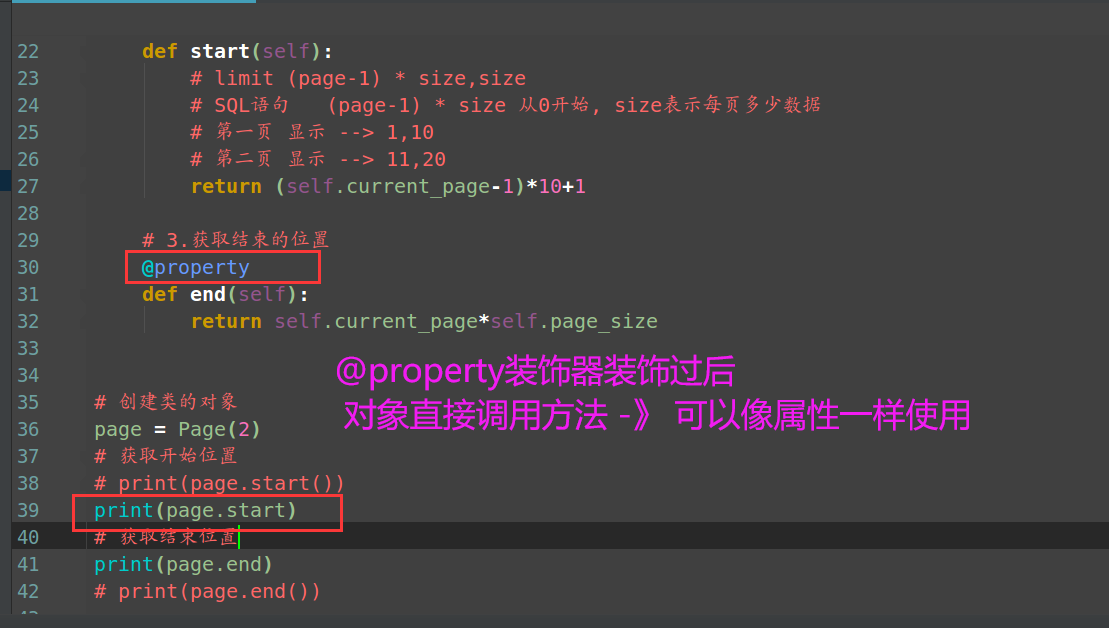 22 def start(self):
23 # limit (page-1) * size,size
24 # SQL语句 (page-1) * size 从0开始, size表示每页多少数据
25 # 第一页 显示 --> 1,10
26 # 第二页 显示 --> 11,20
27 return (self.current_page-1)*10+1
28
29 # 3.获取结束的位置
30 @property
31 def end(self):
32 return self.current_page*self.page_size
33
34
@property装饰器装饰过后
对象直接调用方法 -》 可以像属性一样使用
35 # 创建类的对象
36 page = Page(2)
37 # 获取开始位置
38 # print(page.start())
39 print(page.start)
40 # 获取结束位置
41 print(page.end)
42 # print(page.end())